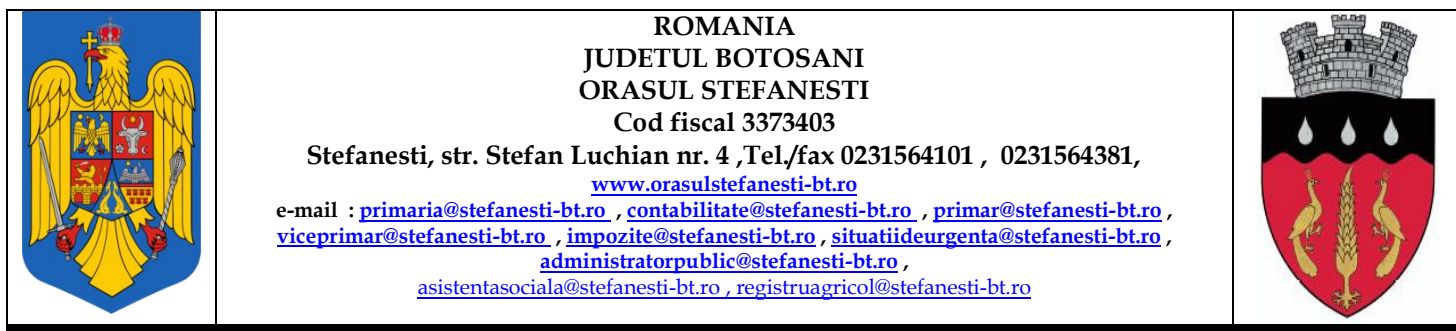 ROMANIA
JUDETUL BOTOSANI
ORASUL STEFANESTI
Cod fiscal 3373403
Stefanesti, str. Stefan Luchian nr. 4 ,Tel./fax 0231564101 , 0231564381,
www.orasulstefanesti-bt.ro
e-mail : primaria@stefanesti-bt.ro , contabilitate@stefanesti-bt.ro , primar@stefanesti-bt.ro ,
viceprimar@stefanesti-bt.ro , impozite@stefanesti-bt.ro , situatiideurgenta@stefanesti-bt.ro ,
administratorpublic@stefanesti-bt.ro ,
asistentasociala@stefanesti-bt.ro , registruagricol@stefanesti-bt.ro